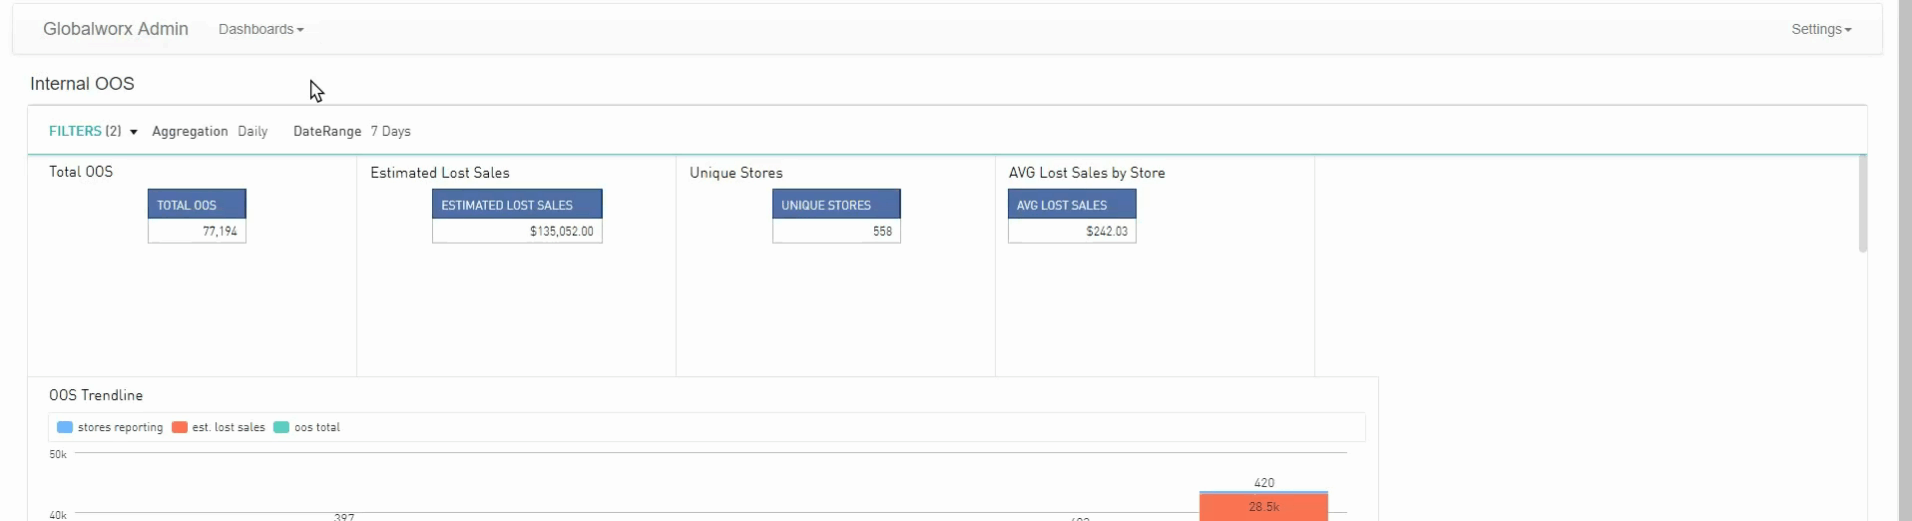 Globalworx Admin Dashboards Settings
Internal OOS
FILTERS (2) Aggregation Daily DateRange 7 Days
Total OOS Estimated Lost Sales Unique Stores AVG Lost Sales by Store
TOTAL OOS ESTIMATED LOST SALES UNIQUE STORES AVG LOST SALES
77,194 $135,052.00 558 $242.03
OOS Trendline
stores reporting est. lost sales oos total
50k
420
28.5k
40k 397